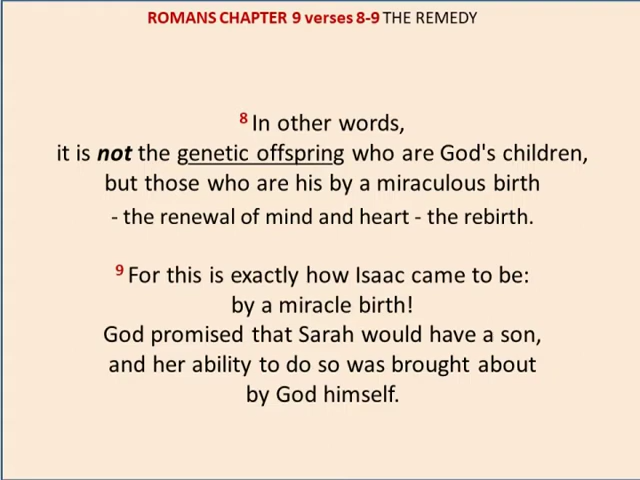 ROMANS CHAPTER 9 verses 8-9 THE REMEDY
8 In other words,
it is not the genetic offspring who are God's children,
but those who are his by a miraculous birth
- the renewal of mind and heart - the rebirth.
9 For this is exactly how Isaac came to be:
by a miracle birth!
God promised that Sarah would have a son,
and her ability to do so was brought about
by God himself.